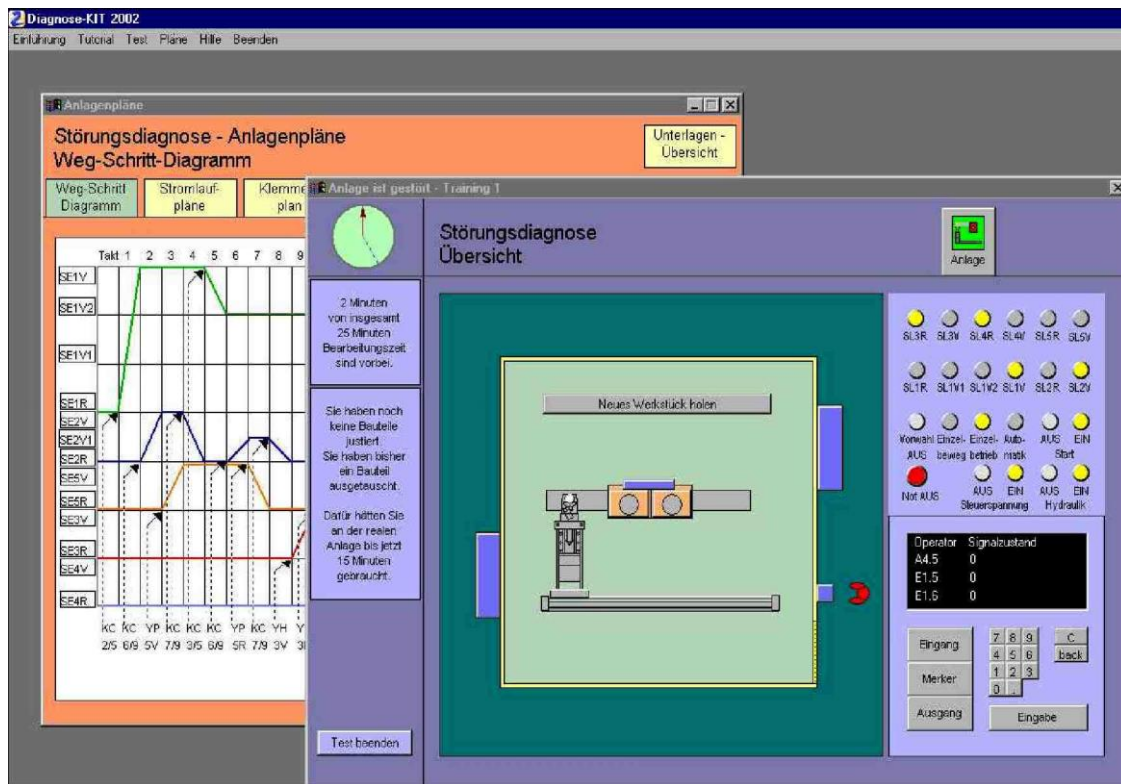 Diagnose-KIT 2002
Einführung Tutorial Test Pläne Hilfe Beenden
Anlagenpläne
Störungsdiagnose - Anlagenpläne
Weg-Schritt-Diagramm
Unterlagen -
Übersicht
Weg-Schritt
Diagramm
Stromlauf-
pläne
Klemme
plan
Takt 1 2 3 4 5 6 7 8 9
SE1V
SE1V2
SE1V1
SE1R
SE2V
SE2V1
SE2R
SE5V
SE5R
SE3V
SE3R
SE4V
SE4R
KC KC YP KC KC KC YP KC YH
2/5 6/9 5V 7/9 3/5 6/9 5R 7/9 3V
Anlage ist gestört - Training 1
Störungsdiagnose
Übersicht
Anlage
2 Minuten
von insgesamt
25 Minuten
Bearbeitungszeit
sind vorbei.
Sie haben noch
keine Bauteile
justiert.
Sie haben bisher
ein Bauteil
ausgetauscht.
Dafür hätten Sie
an der realen
Anlage bis jetzt
15 Minuten
gebraucht.
Test beenden
Neues Werkstück holen
SL3R SL3V SL4R SL4V SL5R SL5V
SL1R SL1V1 SL1V2 SL1V SL2R SL2V
Vorwahl Einzel- Einzel- Auto- AUS EIN
AUS beweg betrieb matik Start
Not AUS AUS EIN AUS EIN
Steuerspannung Hydraulik
Operator Signalzustand
A4.5 0
E1.5 0
E1.6 0
Eingang
Merker
Ausgang
7 8 9
4 5 6
1 2 3
0 .
C
back
Eingabe